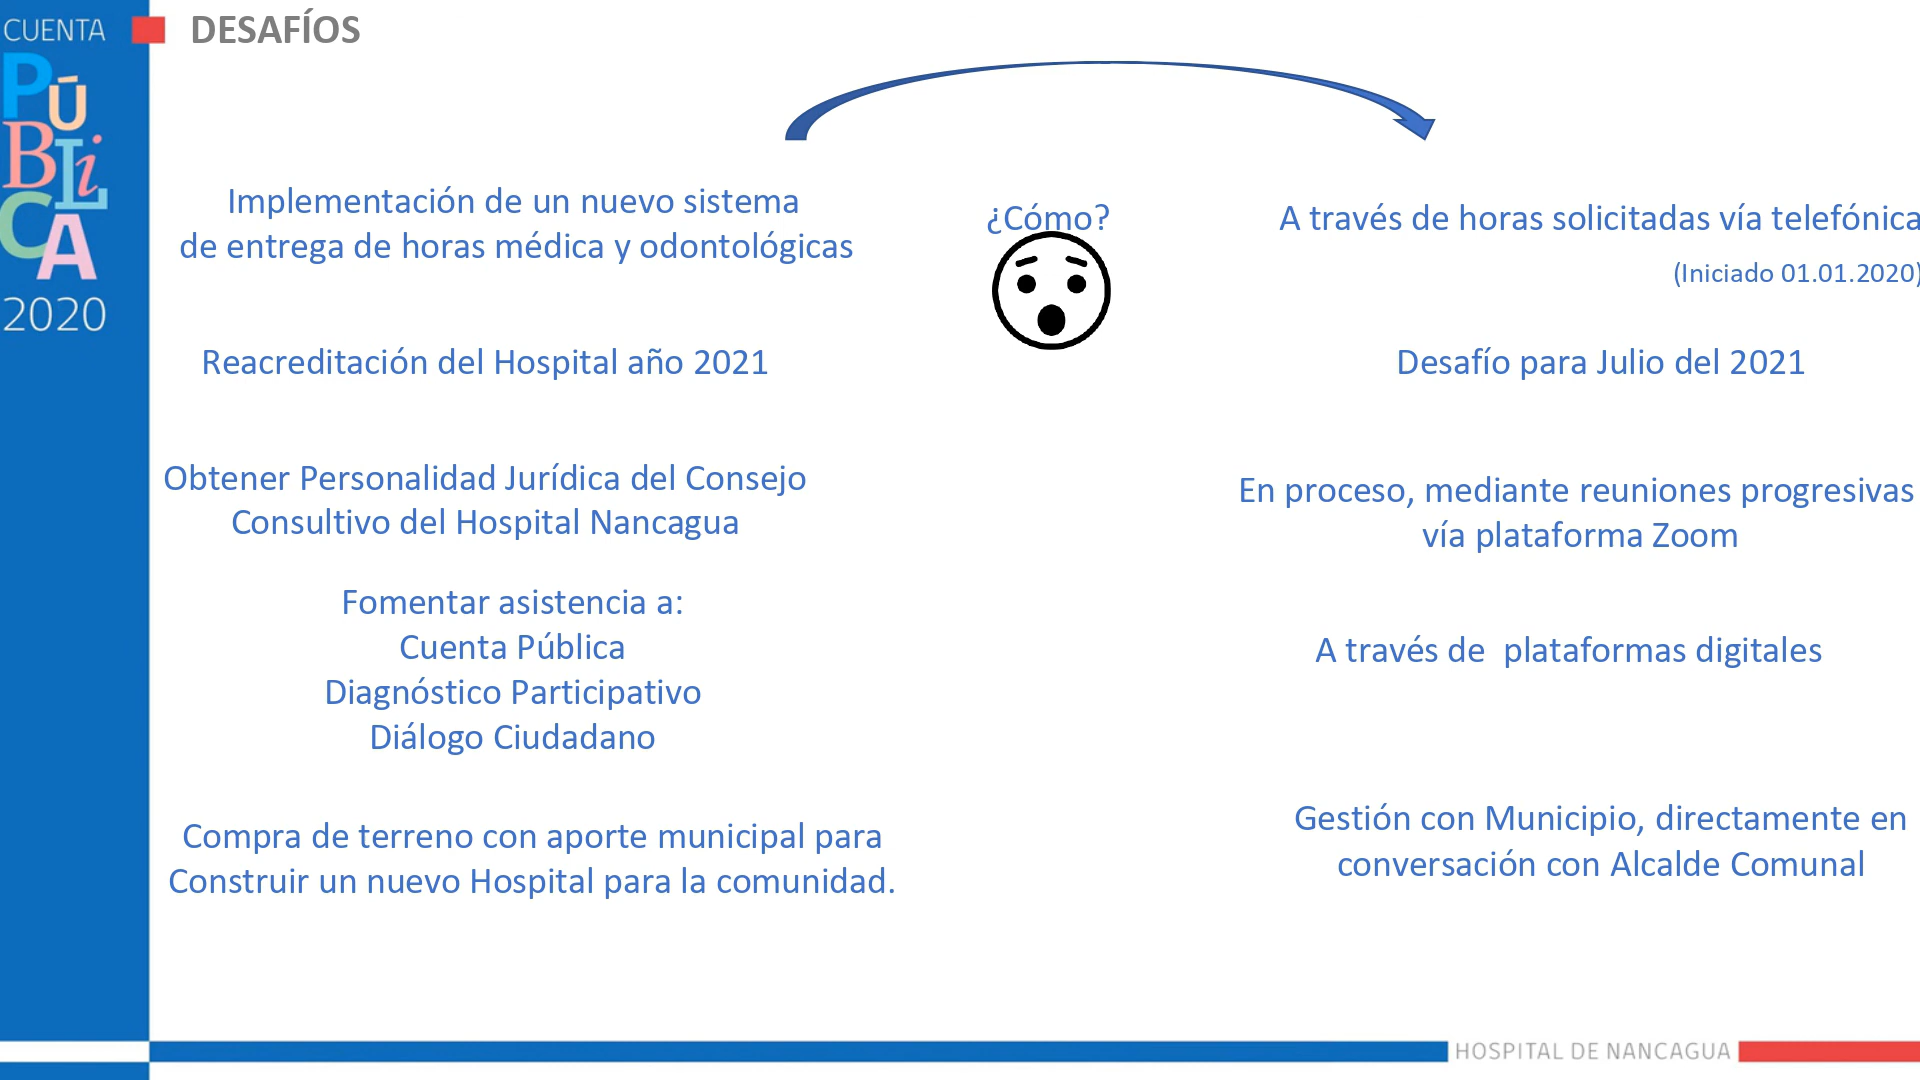 CUENTA
PÚBLiCA
2020
DESAFÍOS
Implementación de un nuevo sistema
de entrega de horas médica y odontológicas
¿Cómo?
A través de horas solicitadas vía telefónica
(Iniciado 01.01.2020)
Reacreditación del Hospital año 2021
Desafío para Julio del 2021
Obtener Personalidad Jurídica del Consejo
Consultivo del Hospital Nancagua
En proceso, mediante reuniones progresivas
vía plataforma Zoom
Fomentar asistencia a:
Cuenta Pública
Diagnóstico Participativo
Diálogo Ciudadano
A través de  plataformas digitales
Compra de terreno con aporte municipal para
Construir un nuevo Hospital para la comunidad.
Gestión con Municipio, directamente en
conversación con Alcalde Comunal
HOSPITAL DE NANCAGUA